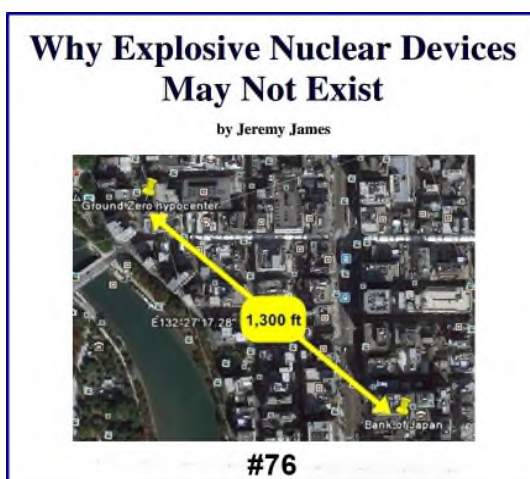 Why Explosive Nuclear Devices
May Not Exist
by Jeremy James
Ground Zero hypocenter
E132°27'17.28"
1,300 ft
Bank of Japan
#76